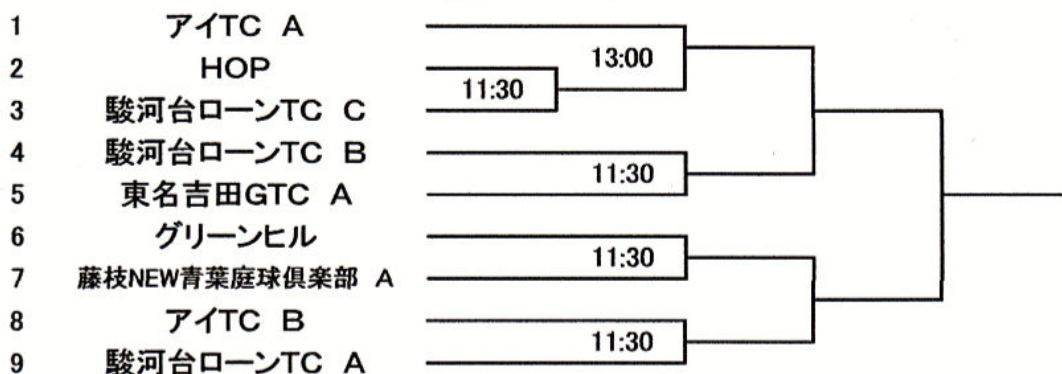 1 アイTC A
13:00
2 HOP
11:30
3 駿河台ローンTC C
4 駿河台ローンTC B
11:30
5 東名吉田GTC A
6 グリーンヒル
11:30
7 藤枝NEW青葉庭球倶楽部 A
8 アイTC B
11:30
9 駿河台ローンTC A